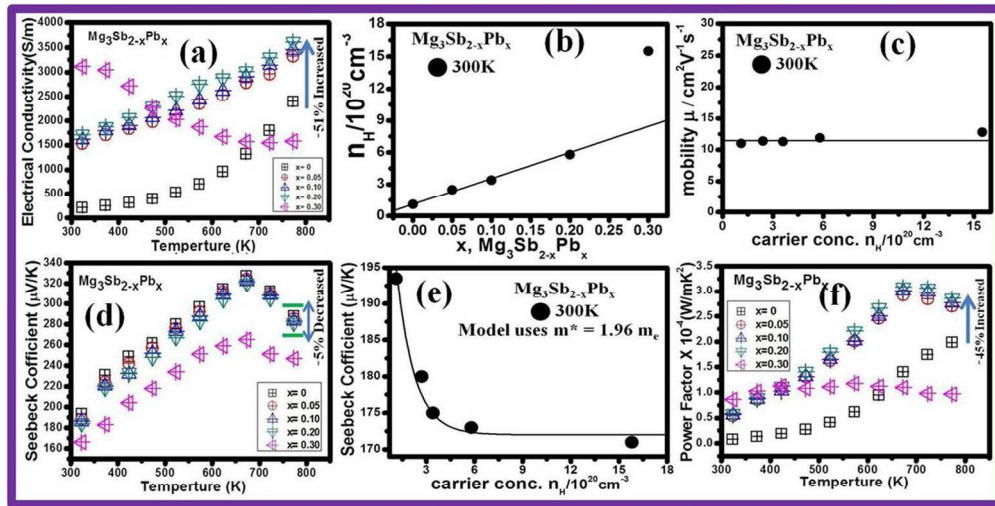 Mg3Sb2-xPbx
(a)
Electrical Conductivity(S/m)
4000
3500
3000
2500
2000
1500
1000
500
0
~51% Increased
x= 0
x= 0.05
x= 0.10
x= 0.20
x= 0.30
300 400 500 600 700 800
Temperture (K)
Mg3Sb2-xPbx
300K
(b)
nH/10^20 cm^-3
18
15
12
9
6
3
0.00 0.05 0.10 0.15 0.20 0.25 0.30
x, Mg3Sb2-xPbx
Mg3Sb2-xPbx
300K
(c)
mobility μ / cm^2V^-1s^-1
30
25
20
15
10
5
0
0 3 6 9 12 15
carrier conc. nH/10^20cm^-3
Mg3Sb2-xPbx
(d)
Seebeck Cofficient (μV/K)
340
320
300
280
260
240
220
200
180
160
~5% Decreased
x= 0
x= 0.05
x= 0.10
x= 0.20
x= 0.30
300 400 500 600 700 800
Temperture (K)
(e)
Mg3Sb2-xPbx
300K
Model uses m* = 1.96 me
Seebeck Cofficient (μV/K)
195
190
185
180
175
170
3 6 9 12 15 18
carrier conc. nH/10^20cm^-3
Mg3Sb2-xPbx
(f)
Power Factor X 10^-4(W/mK^2)
4.0
3.5
3.0
2.5
2.0
1.5
1.0
0.5
0.0
x= 0
x=0.05
x=0.10
x=0.20
x=0.30
~45% Increased
300 400 500 600 700 800
Temperture (K)